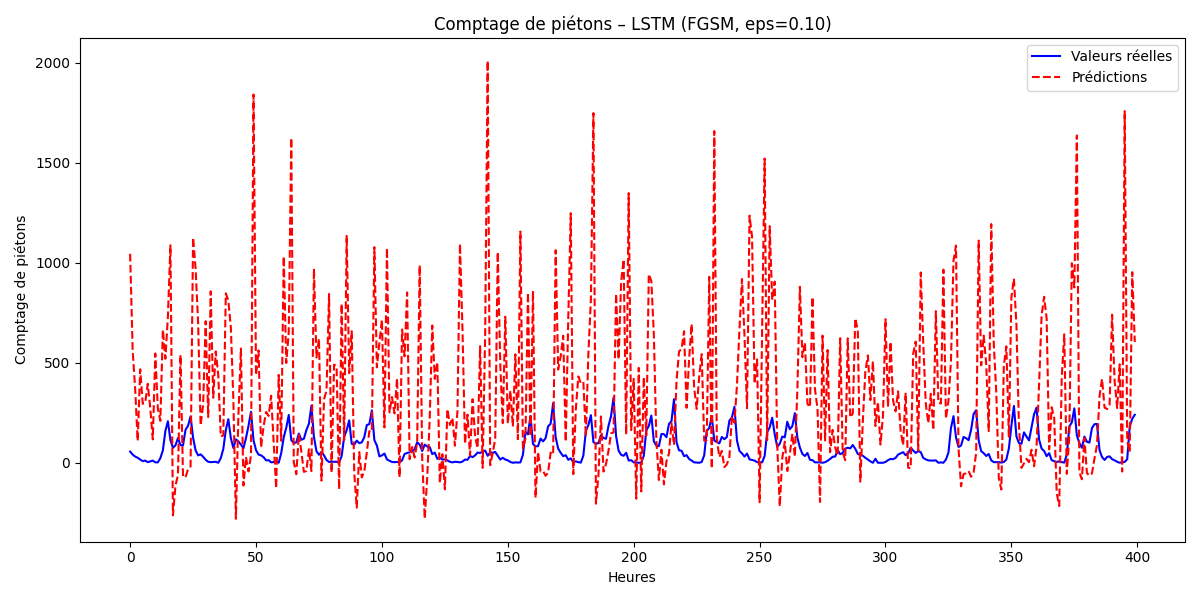 Comptage de piétons – LSTM (FGSM, eps=0.10)
Valeurs réelles
Prédictions
Comptage de piétons
2000
1500
1000
500
0
0 50 100 150 200 250 300 350 400
Heures